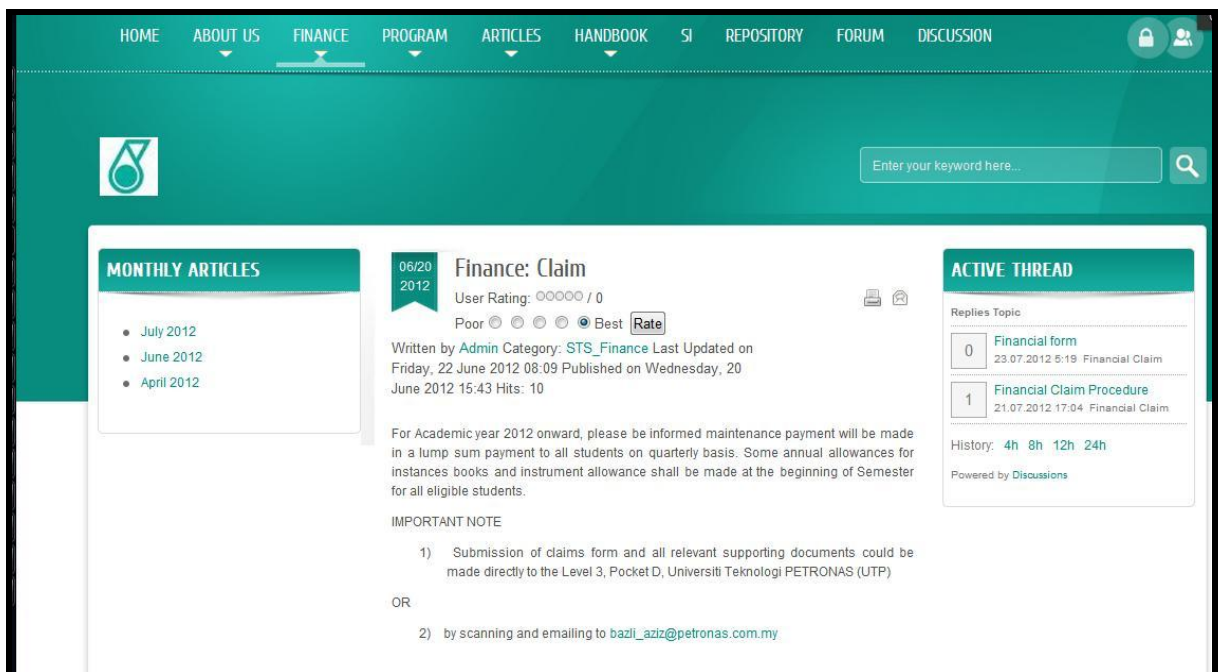 HOME ABOUT US FINANCE PROGRAM ARTICLES HANDBOOK SI REPOSITORY FORUM DISCUSSION
Enter your keyword here...
MONTHLY ARTICLES
July 2012
June 2012
April 2012
06/20
2012
Finance: Claim
User Rating: / 0
Poor Best Rate
Written by Admin Category: STS_Finance Last Updated on
Friday, 22 June 2012 08:09 Published on Wednesday, 20
June 2012 15:43 Hits: 10
For Academic year 2012 onward, please be informed maintenance payment will be made
in a lump sum payment to all students on quarterly basis. Some annual allowances for
instances books and instrument allowance shall be made at the beginning of Semester
for all eligible students.
IMPORTANT NOTE
1) Submission of claims form and all relevant supporting documents could be
made directly to the Level 3, Pocket D, Universiti Teknologi PETRONAS (UTP)
OR
2) by scanning and emailing to bazli_aziz@petronas.com.my
ACTIVE THREAD
Replies Topic
0 Financial form
23.07.2012 5:19 Financial Claim
1 Financial Claim Procedure
21.07.2012 17:04 Financial Claim
History: 4h 8h 12h 24h
Powered by Discussions